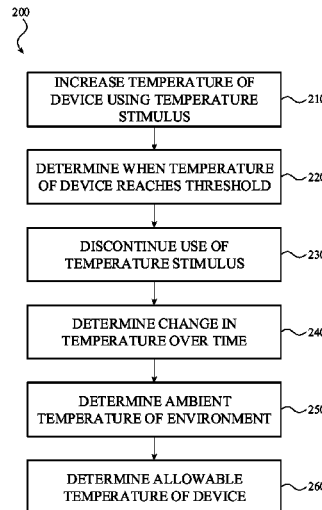 200
INCREASE TEMPERATURE OF
DEVICE USING TEMPERATURE
STIMULUS
210
DETERMINE WHEN TEMPERATURE
OF DEVICE REACHES THRESHOLD
220
DISCONTINUE USE OF
TEMPERATURE STIMULUS
230
DETERMINE CHANGE IN
TEMPERATURE OVER TIME
240
DETERMINE AMBIENT
TEMPERATURE OF ENVIRONMENT
250
DETERMINE ALLOWABLE
TEMPERATURE OF DEVICE
260